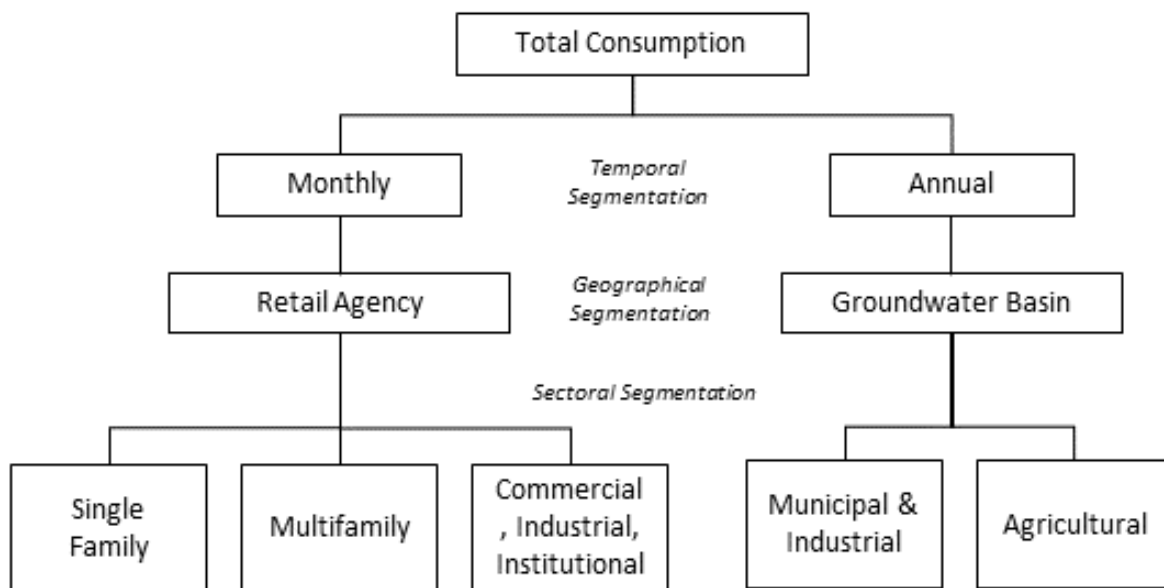 Total Consumption
Monthly
Temporal
Segmentation
Annual
Retail Agency
Geographical
Segmentation
Groundwater Basin
Sectoral Segmentation
Single
Family
Multifamily
Commercial
, Industrial,
Institutional
Municipal &
Industrial
Agricultural